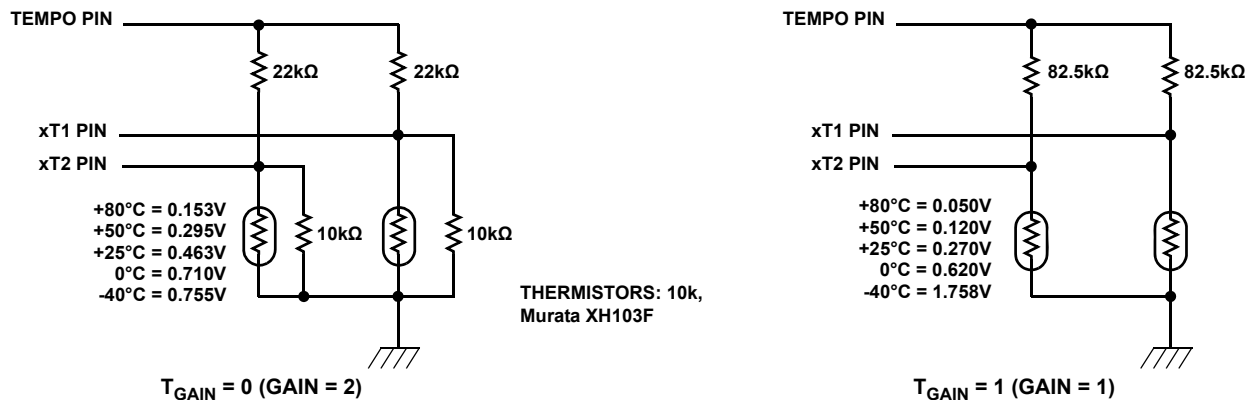 TEMPO PIN
22kΩ
22kΩ
xT1 PIN
xT2 PIN
+80°C = 0.153V
+50°C = 0.295V
+25°C = 0.463V
0°C = 0.710V
-40°C = 0.755V
10kΩ
10kΩ
THERMISTORS: 10k,
Murata XH103F
TGAIN = 0 (GAIN = 2)
TEMPO PIN
82.5kΩ
82.5kΩ
xT1 PIN
xT2 PIN
+80°C = 0.050V
+50°C = 0.120V
+25°C = 0.270V
0°C = 0.620V
-40°C = 1.758V
TGAIN = 1 (GAIN = 1)